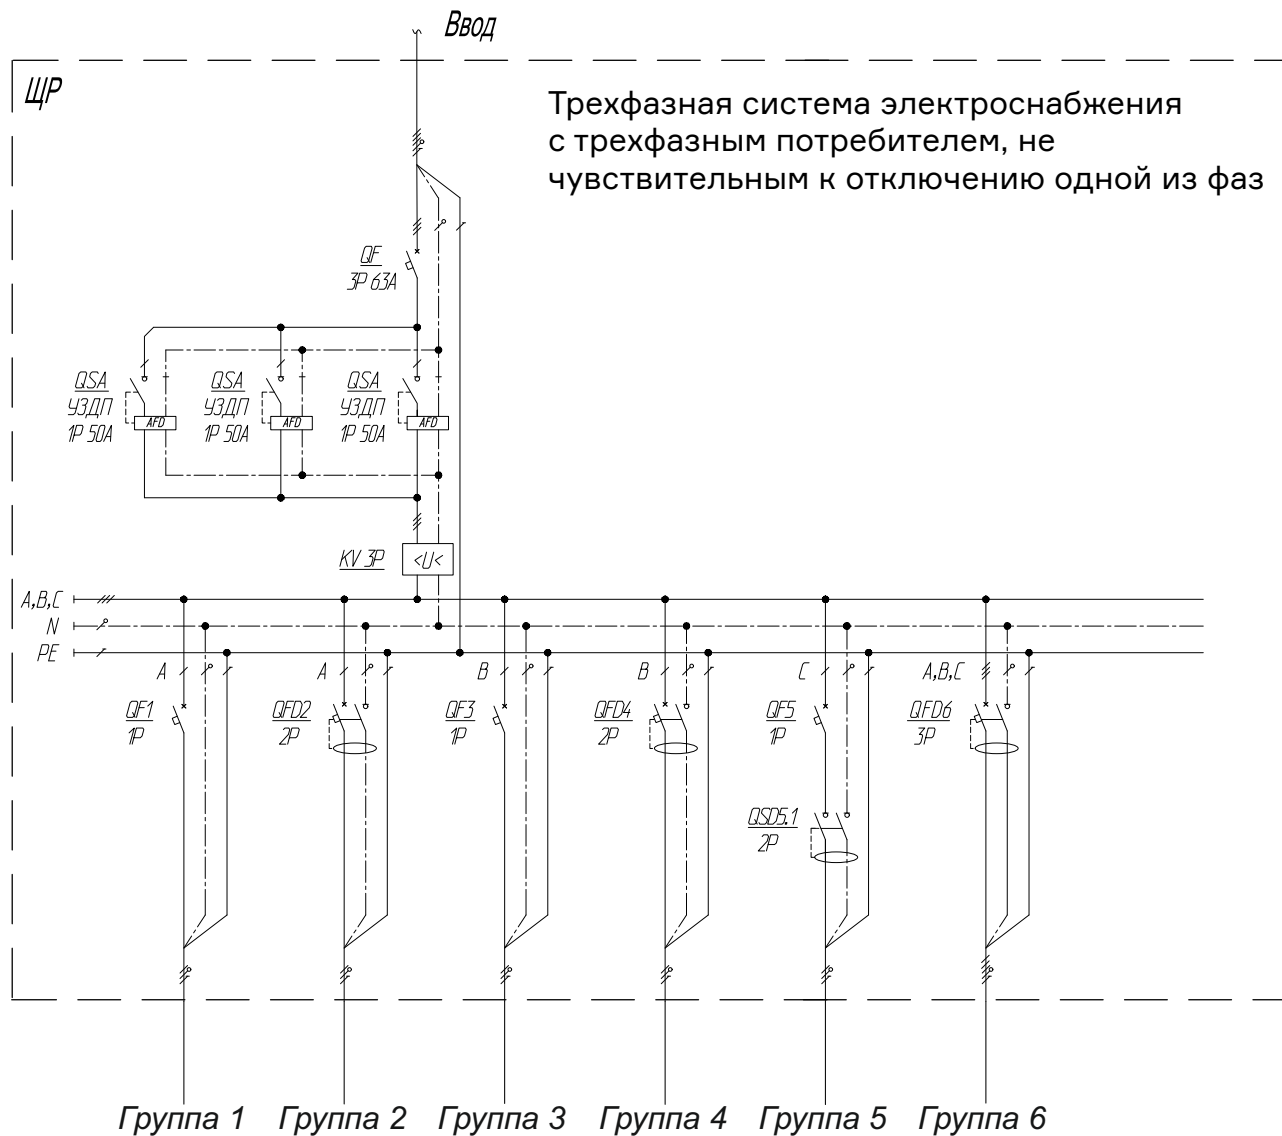 Ввод
ЩР
Трехфазная система электроснабжения
с трехфазным потребителем, не
чувствительным к отключению одной из фаз
QF
3P 63A
QSA
УЗДП
1P 50A
QSA
УЗДП
1P 50A
QSA
УЗДП
1P 50A
AFD
AFD
AFD
KV 3P
<U<
A,B,C
N
PE
A
A
B
B
C
A,B,C
QF1
1P
QFD2
2P
QF3
1P
QFD4
2P
QF5
1P
QFD6
3P
QSD5.1
2P
Группа 1
Группа 2
Группа 3
Группа 4
Группа 5
Группа 6